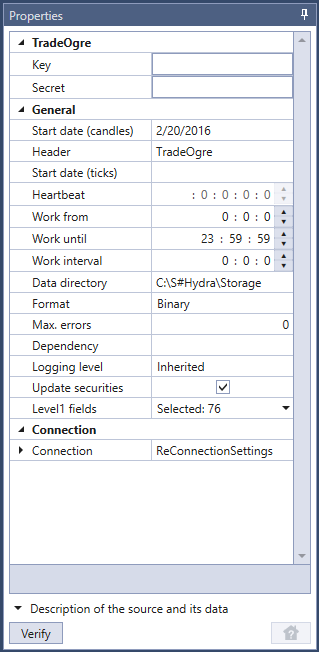 Properties
TradeOgre
Key
Secret
General
Start date (candles) 2/20/2016
Header TradeOgre
Start date (ticks)
Heartbeat : 0 : 0 : 0 : 0
Work from 0 : 0 : 0
Work until 23 : 59 : 59
Work interval 0 : 0 : 0
Data directory C:\S#Hydra\Storage
Format Binary
Max. errors 0
Dependency
Logging level Inherited
Update securities
Level1 fields Selected: 76
Connection
Connection ReConnectionSettings
Description of the source and its data
Verify